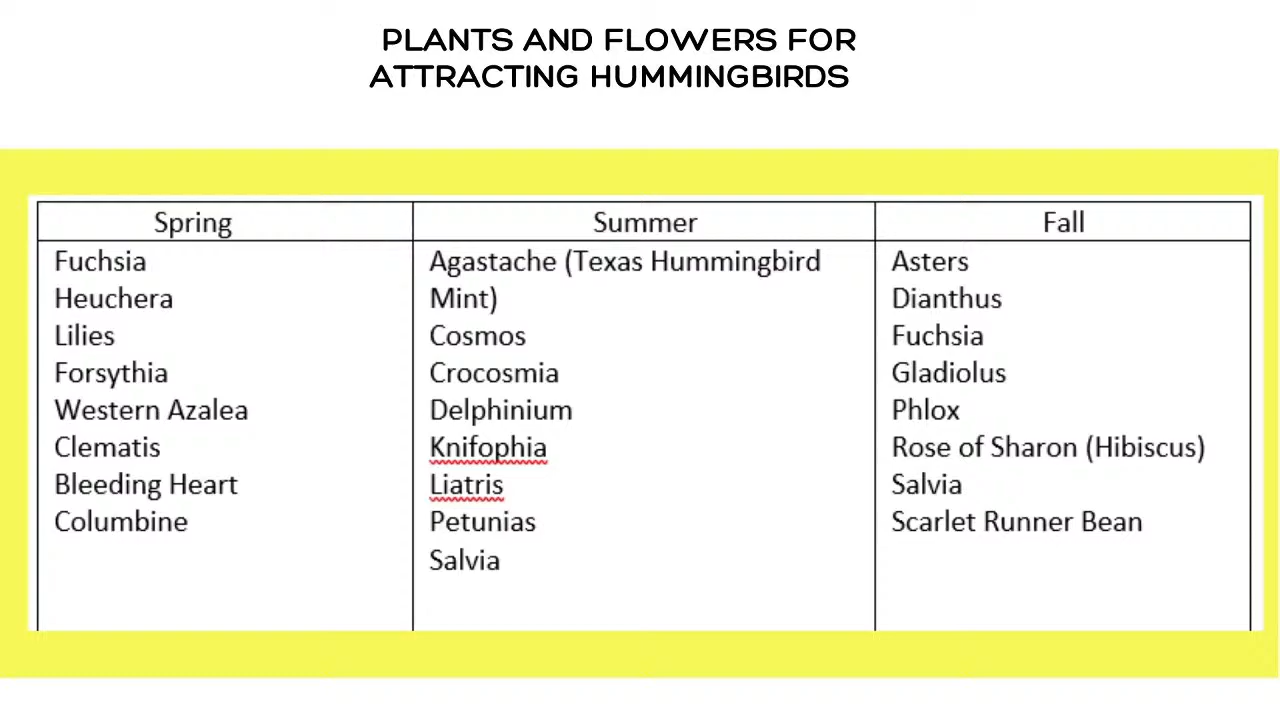 PLANTS AND FLOWERS FOR
ATTRACTING HUMMINGBIRDS
Spring
Fuchsia
Heuchera
Lilies
Forsythia
Western Azalea
Clematis
Bleeding Heart
Columbine
Summer
Agastache (Texas Hummingbird
Mint)
Cosmos
Crocosmia
Delphinium
Knifophia
Liatris
Petunias
Salvia
Fall
Asters
Dianthus
Fuchsia
Gladiolus
Phlox
Rose of Sharon (Hibiscus)
Salvia
Scarlet Runner Bean